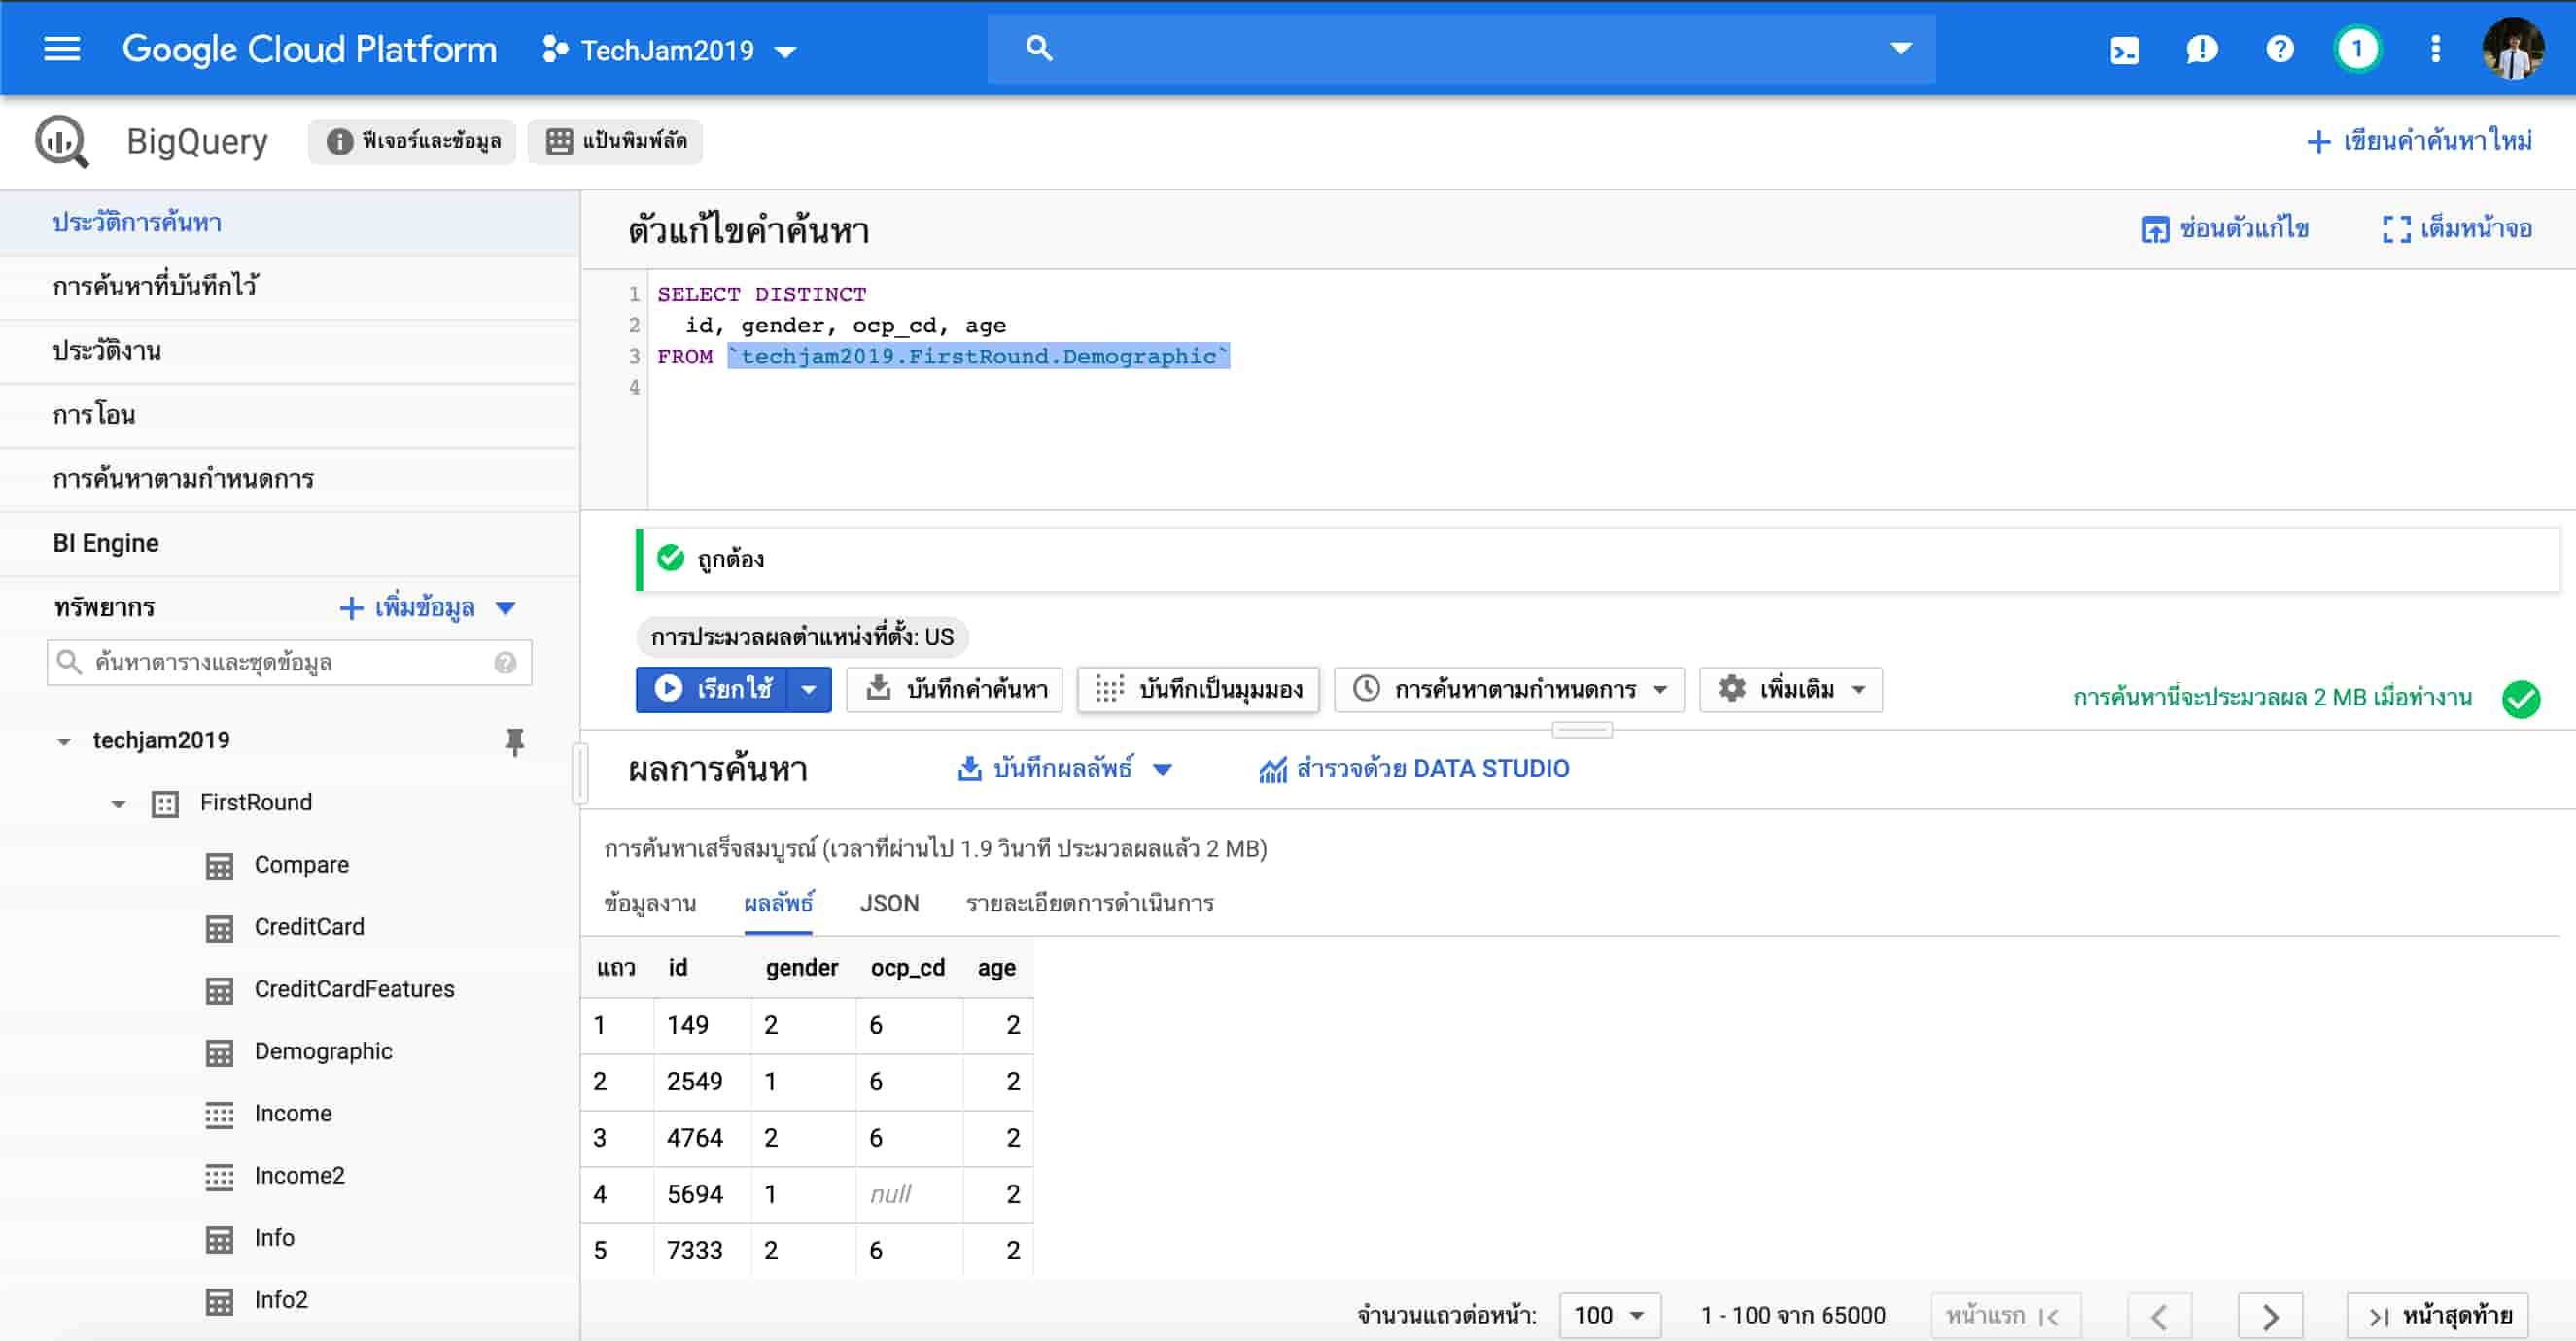 Google Cloud Platform TechJam2019 1
BigQuery ฟีเจอร์และข้อมูล แป้นพิมพ์ลัด เขียนคำค้นหาใหม่
ประวัติการค้นหา
การค้นหาที่บันทึกไว้
ประวัติงาน
การโอน
การค้นหาตามกำหนดการ
BI Engine
ทรัพยากร เพิ่มข้อมูล
ค้นหาตารางและชุดข้อมูล
techjam2019
FirstRound
Compare
CreditCard
CreditCardFeatures
Demographic
Income
Income2
Info
Info2
ตัวแก้ไขคำค้นหา ซ่อนตัวแก้ไข เต็มหน้าจอ
1 SELECT DISTINCT
2 id, gender, ocp_cd, age
3 FROM `techjam2019.FirstRound.Demographic`
4
ถูกต้อง
การประมวลผลตำแหน่งที่ตั้ง: US
เรียกใช้ บันทึกคำค้นหา บันทึกเป็นมุมมอง การค้นหาตามกำหนดการ เพิ่มเติม การค้นหานี้จะประมวลผล 2 MB เมื่อทำงาน
ผลการค้นหา บันทึกผลลัพธ์ สำรวจด้วย DATA STUDIO
การค้นหาเสร็จสมบูรณ์ (เวลาที่ผ่านไป 1.9 วินาที ประมวลผลแล้ว 2 MB)
ข้อมูลงาน ผลลัพธ์ JSON รายละเอียดการดำเนินการ
แถว id gender ocp_cd age
1 149 2 6 2
2 2549 1 6 2
3 4764 2 6 2
4 5694 1 null 2
5 7333 2 6 2
จำนวนแถวต่อหน้า: 100 1 - 100 จาก 65000 หน้าแรก หน้าสุดท้าย